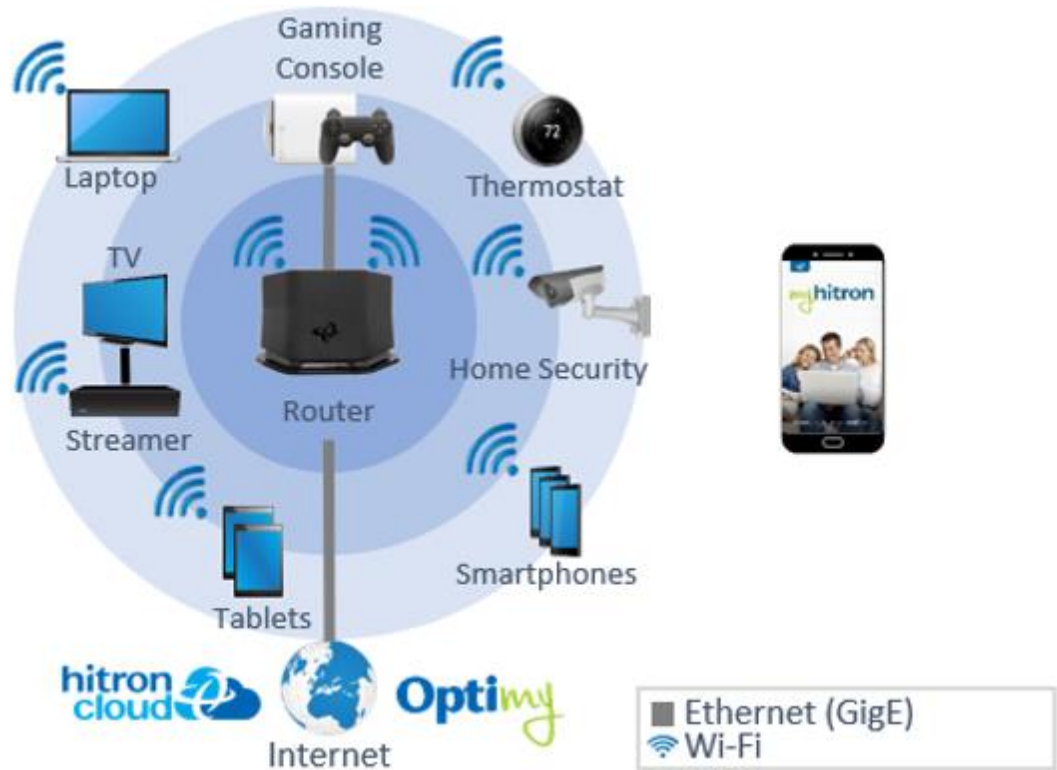 Gaming
Console
Laptop
72
Thermostat
TV
myhitron
Home Security
Router
Streamer
Smartphones
Tablets
hitron
cloud
Optimy
Internet
Ethernet (GigE)
Wi-Fi